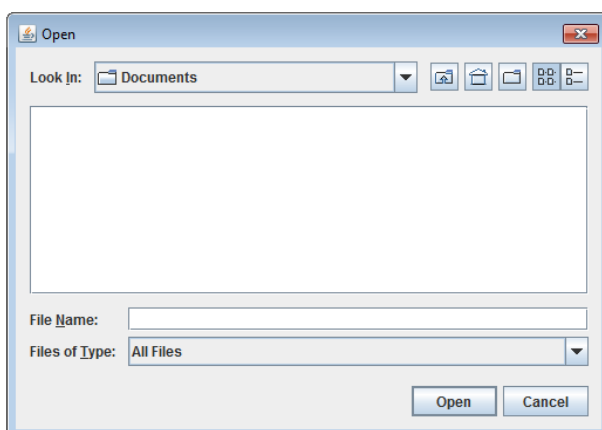 Open
Look In: Documents
File Name:
Files of Type: All Files
Open Cancel